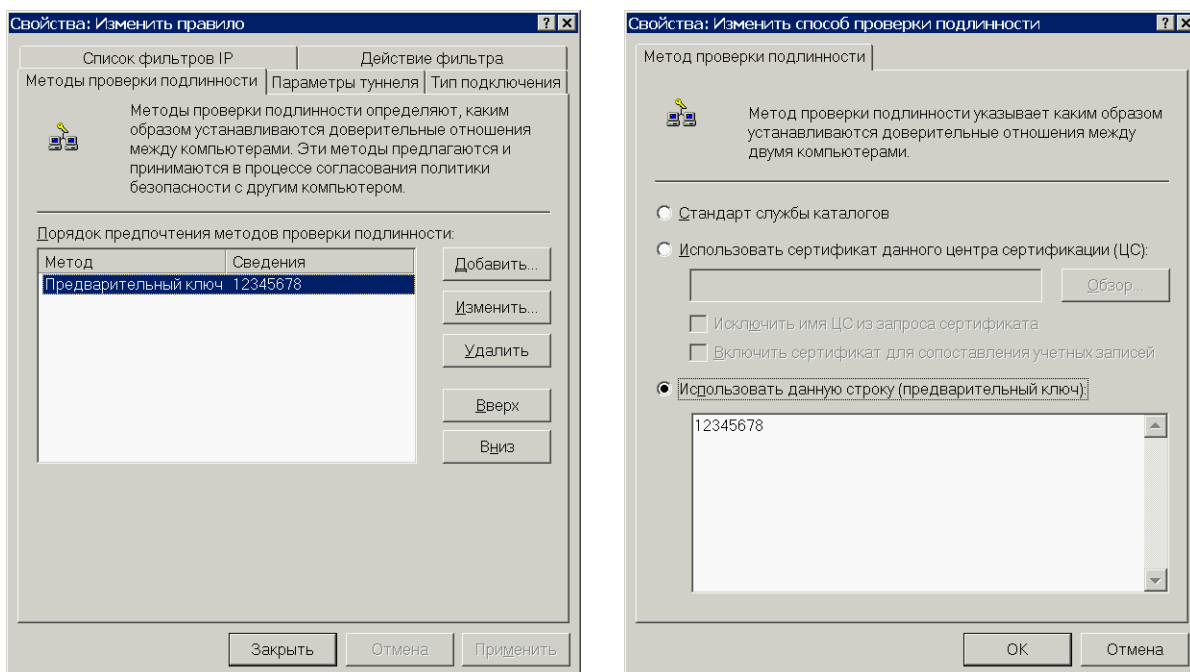 Свойства: Изменить правило
Список фильтров IP
Действие фильтра
Методы проверки подлинности
Параметры туннеля
Тип подключения
Методы проверки подлинности определяют, каким
образом устанавливаются доверительные отношения
между компьютерами. Эти методы предлагаются и
принимаются в процессе согласования политики
безопасности с другим компьютером.
Порядок предпочтения методов проверки подлинности:
Метод
Сведения
Предварительный ключ 12345678
Добавить...
Изменить...
Удалить
Вверх
Вниз
Закрыть
Отмена
Применить
Свойства: Изменить способ проверки подлинности
Метод проверки подлинности
Метод проверки подлинности указывает каким образом
устанавливаются доверительные отношения между
двумя компьютерами.
Стандарт службы каталогов
Использовать сертификат данного центра сертификации (ЦС):
Обзор...
Исключить имя ЦС из запроса сертификата
Включить сертификат для сопоставления учетных записей
Использовать данную строку (предварительный ключ):
12345678
ОК
Отмена